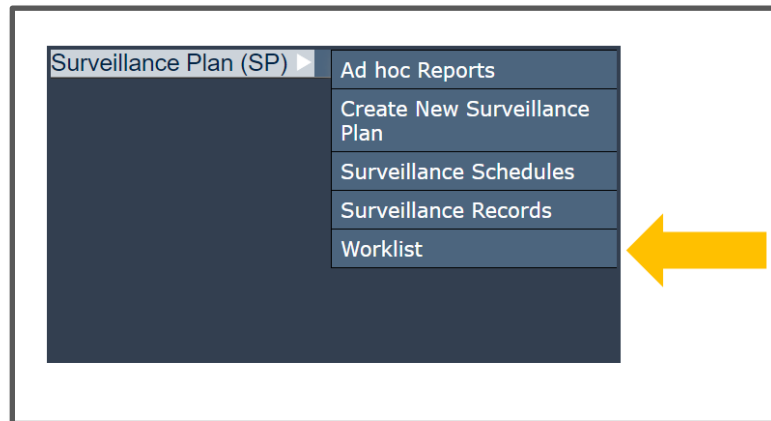 Surveillance Plan (SP)
Ad hoc Reports
Create New Surveillance
Plan
Surveillance Schedules
Surveillance Records
Worklist